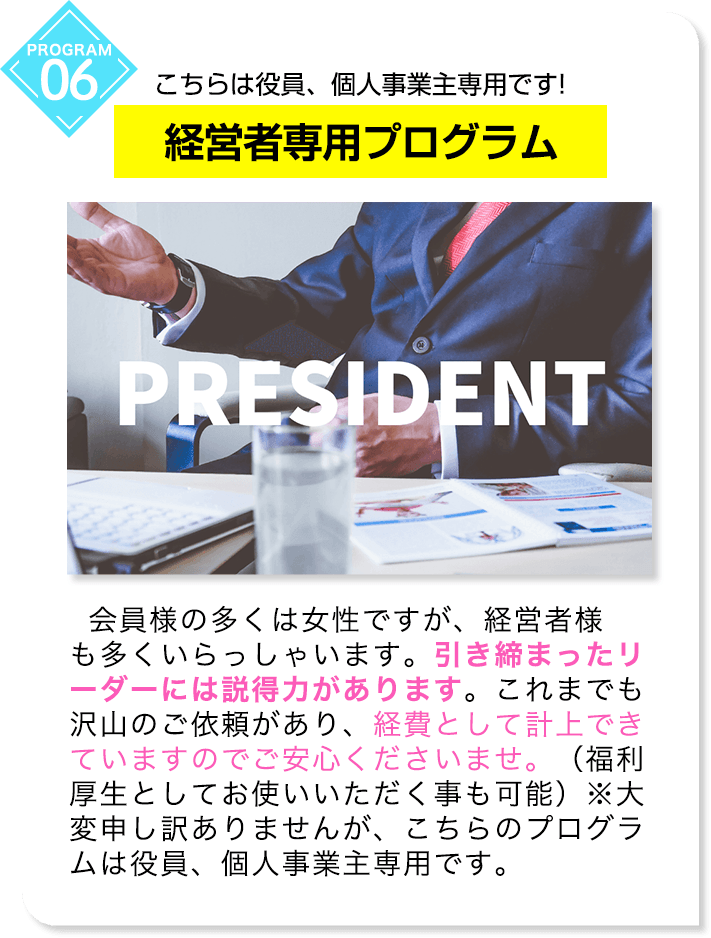 PROGRAM
06
こちらは役員、個人事業主専用です!
経営者専用プログラム
PRESIDENT
会員様の多くは女性ですが、経営者様
も多くいらっしゃいます。引き締まったリ
ーダーには説得力があります。これまでも
沢山のご依頼があり、経費として計上でき
ていますのでご安心くださいませ。（福利
厚生としてお使いいただく事も可能）※大
変申し訳ありませんが、こちらのプログラ
ムは役員、個人事業主専用です。